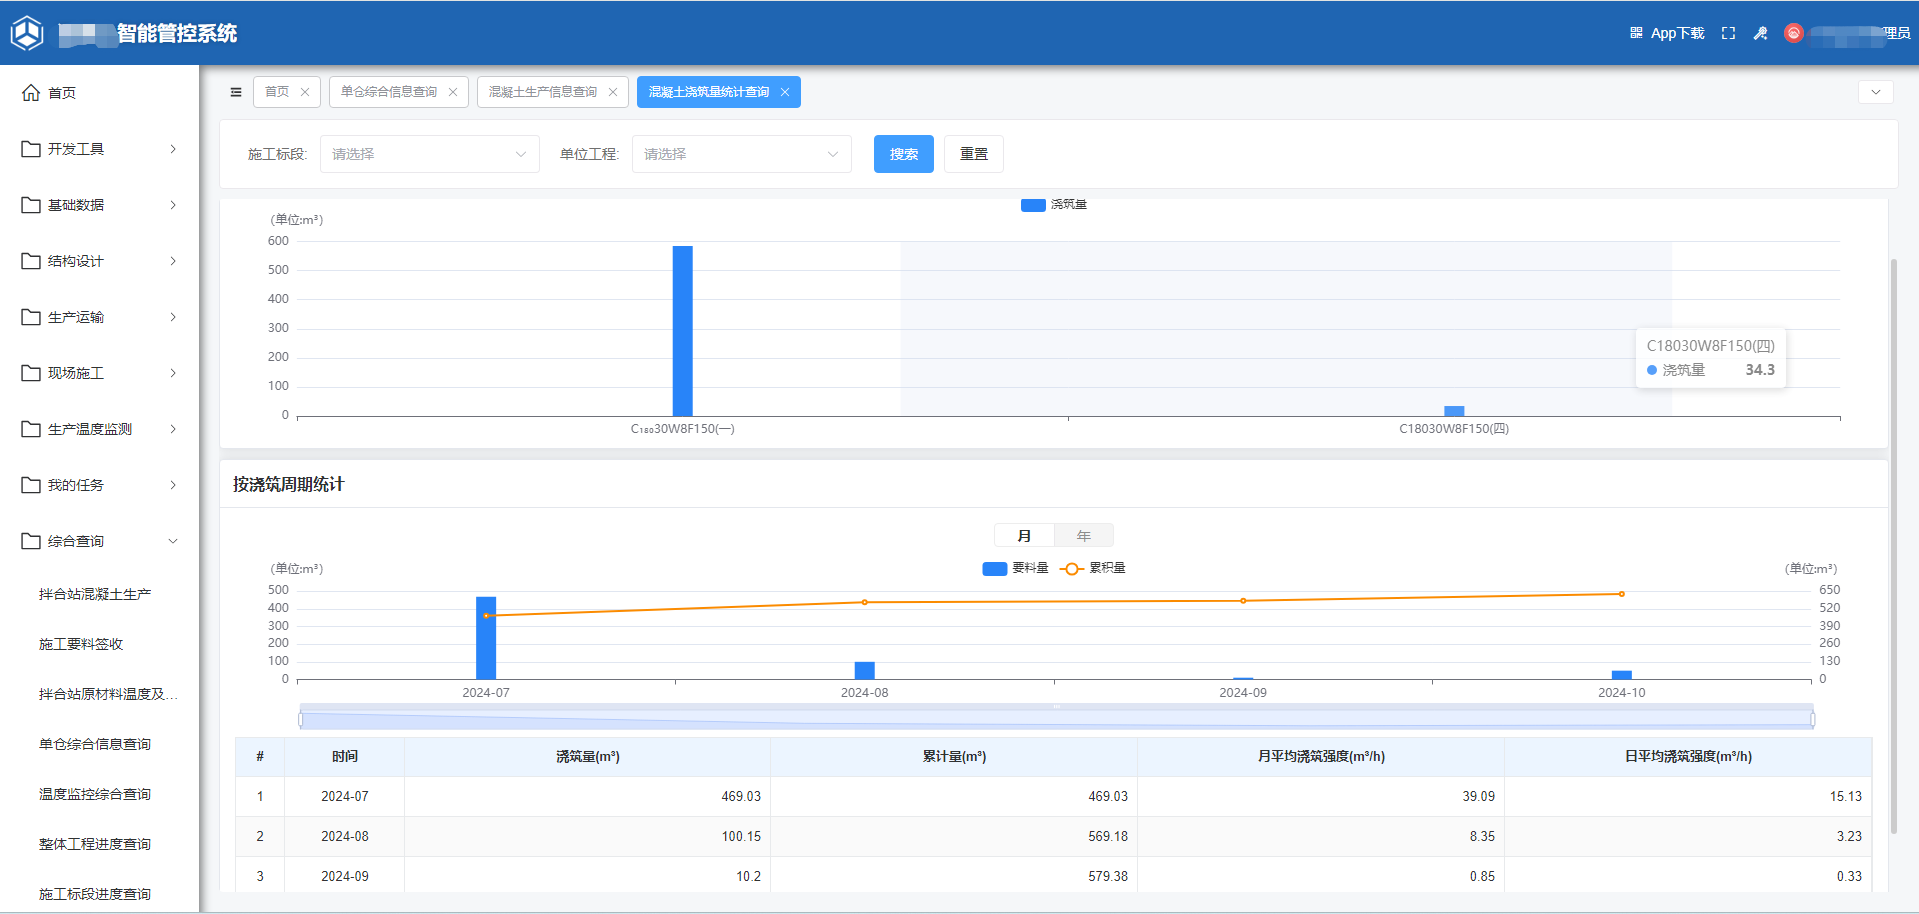 智能管控系统
App下载
理员
首页
开发工具
基础数据
结构设计
生产运输
现场施工
生产温度监测
我的任务
综合查询
拌合站混凝土生产
施工要料签收
拌合站原材料温度及...
单仓综合信息查询
温度监控综合查询
整体工程进度查询
施工标段进度查询
首页 单仓综合信息查询 混凝土生产信息查询 混凝土浇筑量统计查询
施工标段: 请选择 单位工程: 请选择 搜索 重置
浇筑量
(单位:m³)
600
500
400
300
200
100
0
C₁₈₀30W8F150(一) C18030W8F150(四)
C18030W8F150(四)
浇筑量 34.3
按浇筑周期统计
月 年
(单位:m³) 要料量 累积量 (单位:m³)
500 650
400 520
300 390
200 260
100 130
0 0
2024-07 2024-08 2024-09 2024-10
# 时间 浇筑量(m³) 累计量(m³) 月平均浇筑强度(m³/h) 日平均浇筑强度(m³/h)
1 2024-07 469.03 469.03 39.09 15.13
2 2024-08 100.15 569.18 8.35 3.23
3 2024-09 10.2 579.38 0.85 0.33